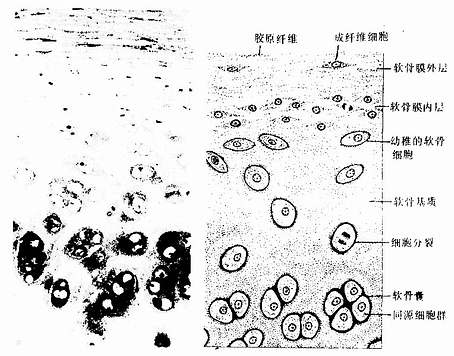 胶原纤维
成纤维细胞
软骨膜外层
软骨膜内层
幼稚的软骨
细胞
软骨基质
细胞分裂
软骨囊
同源细胞群